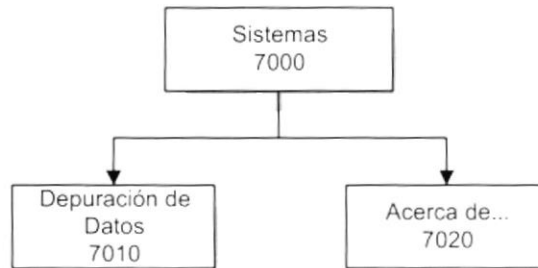 Sistemas
7000
Depuración de
Datos
7010
Acerca de...
7020